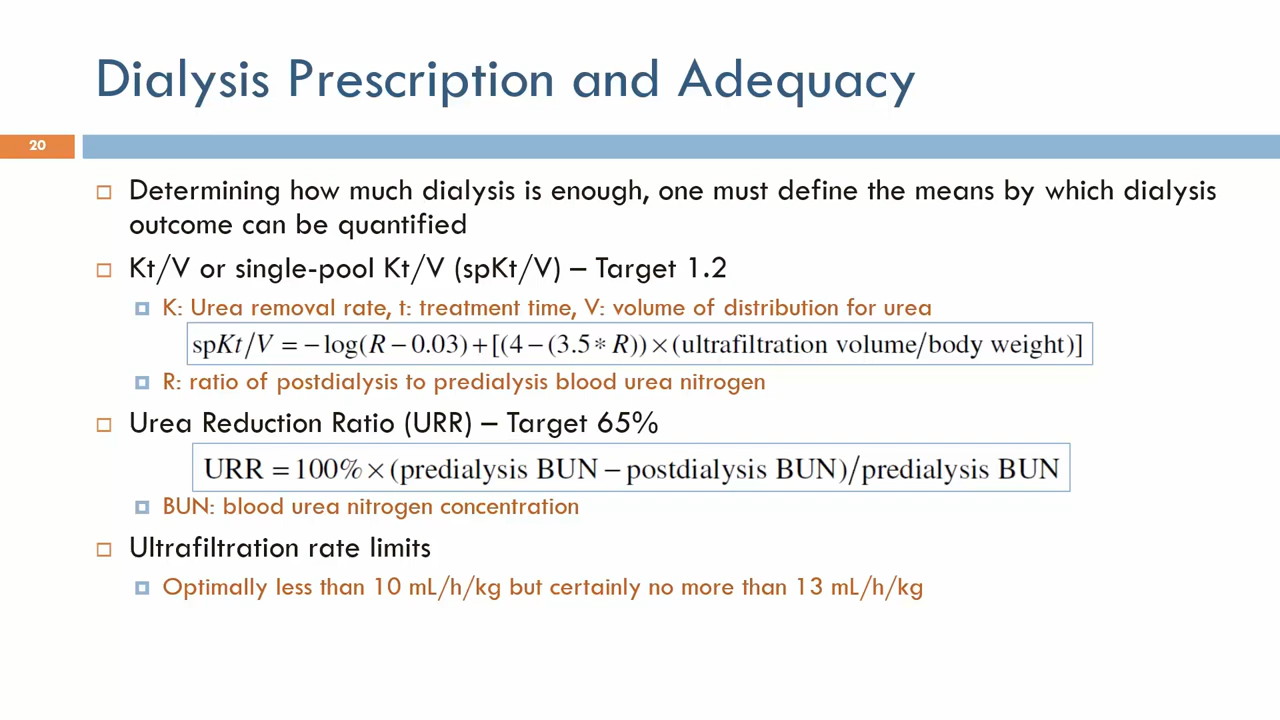 Dialysis Prescription and Adequacy
20
Determining how much dialysis is enough, one must define the means by which dialysis
outcome can be quantified
Kt/V or single-pool Kt/V (spKt/V) – Target 1.2
K: Urea removal rate, t: treatment time, V: volume of distribution for urea
spKt/V = −log(R − 0.03) + [(4 − (3.5 * R)) × (ultrafiltration volume/body weight)]
R: ratio of postdialysis to predialysis blood urea nitrogen
Urea Reduction Ratio (URR) – Target 65%
URR = 100% × (predialysis BUN − postdialysis BUN)/predialysis BUN
BUN: blood urea nitrogen concentration
Ultrafiltration rate limits
Optimally less than 10 mL/h/kg but certainly no more than 13 mL/h/kg